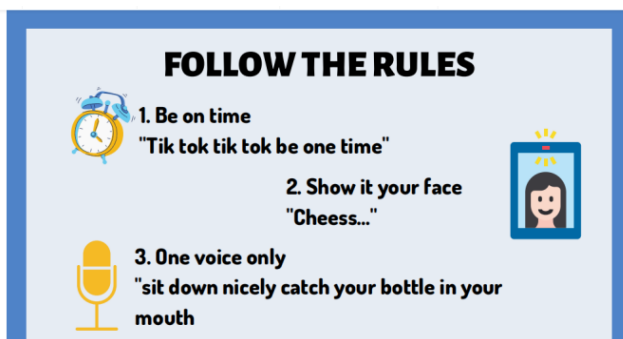 FOLLOW THE RULES
1. Be on time
"Tik tok tik tok be one time"
2. Show it your face
"Cheess..."
3. One voice only
"sit down nicely catch your bottle in your
mouth